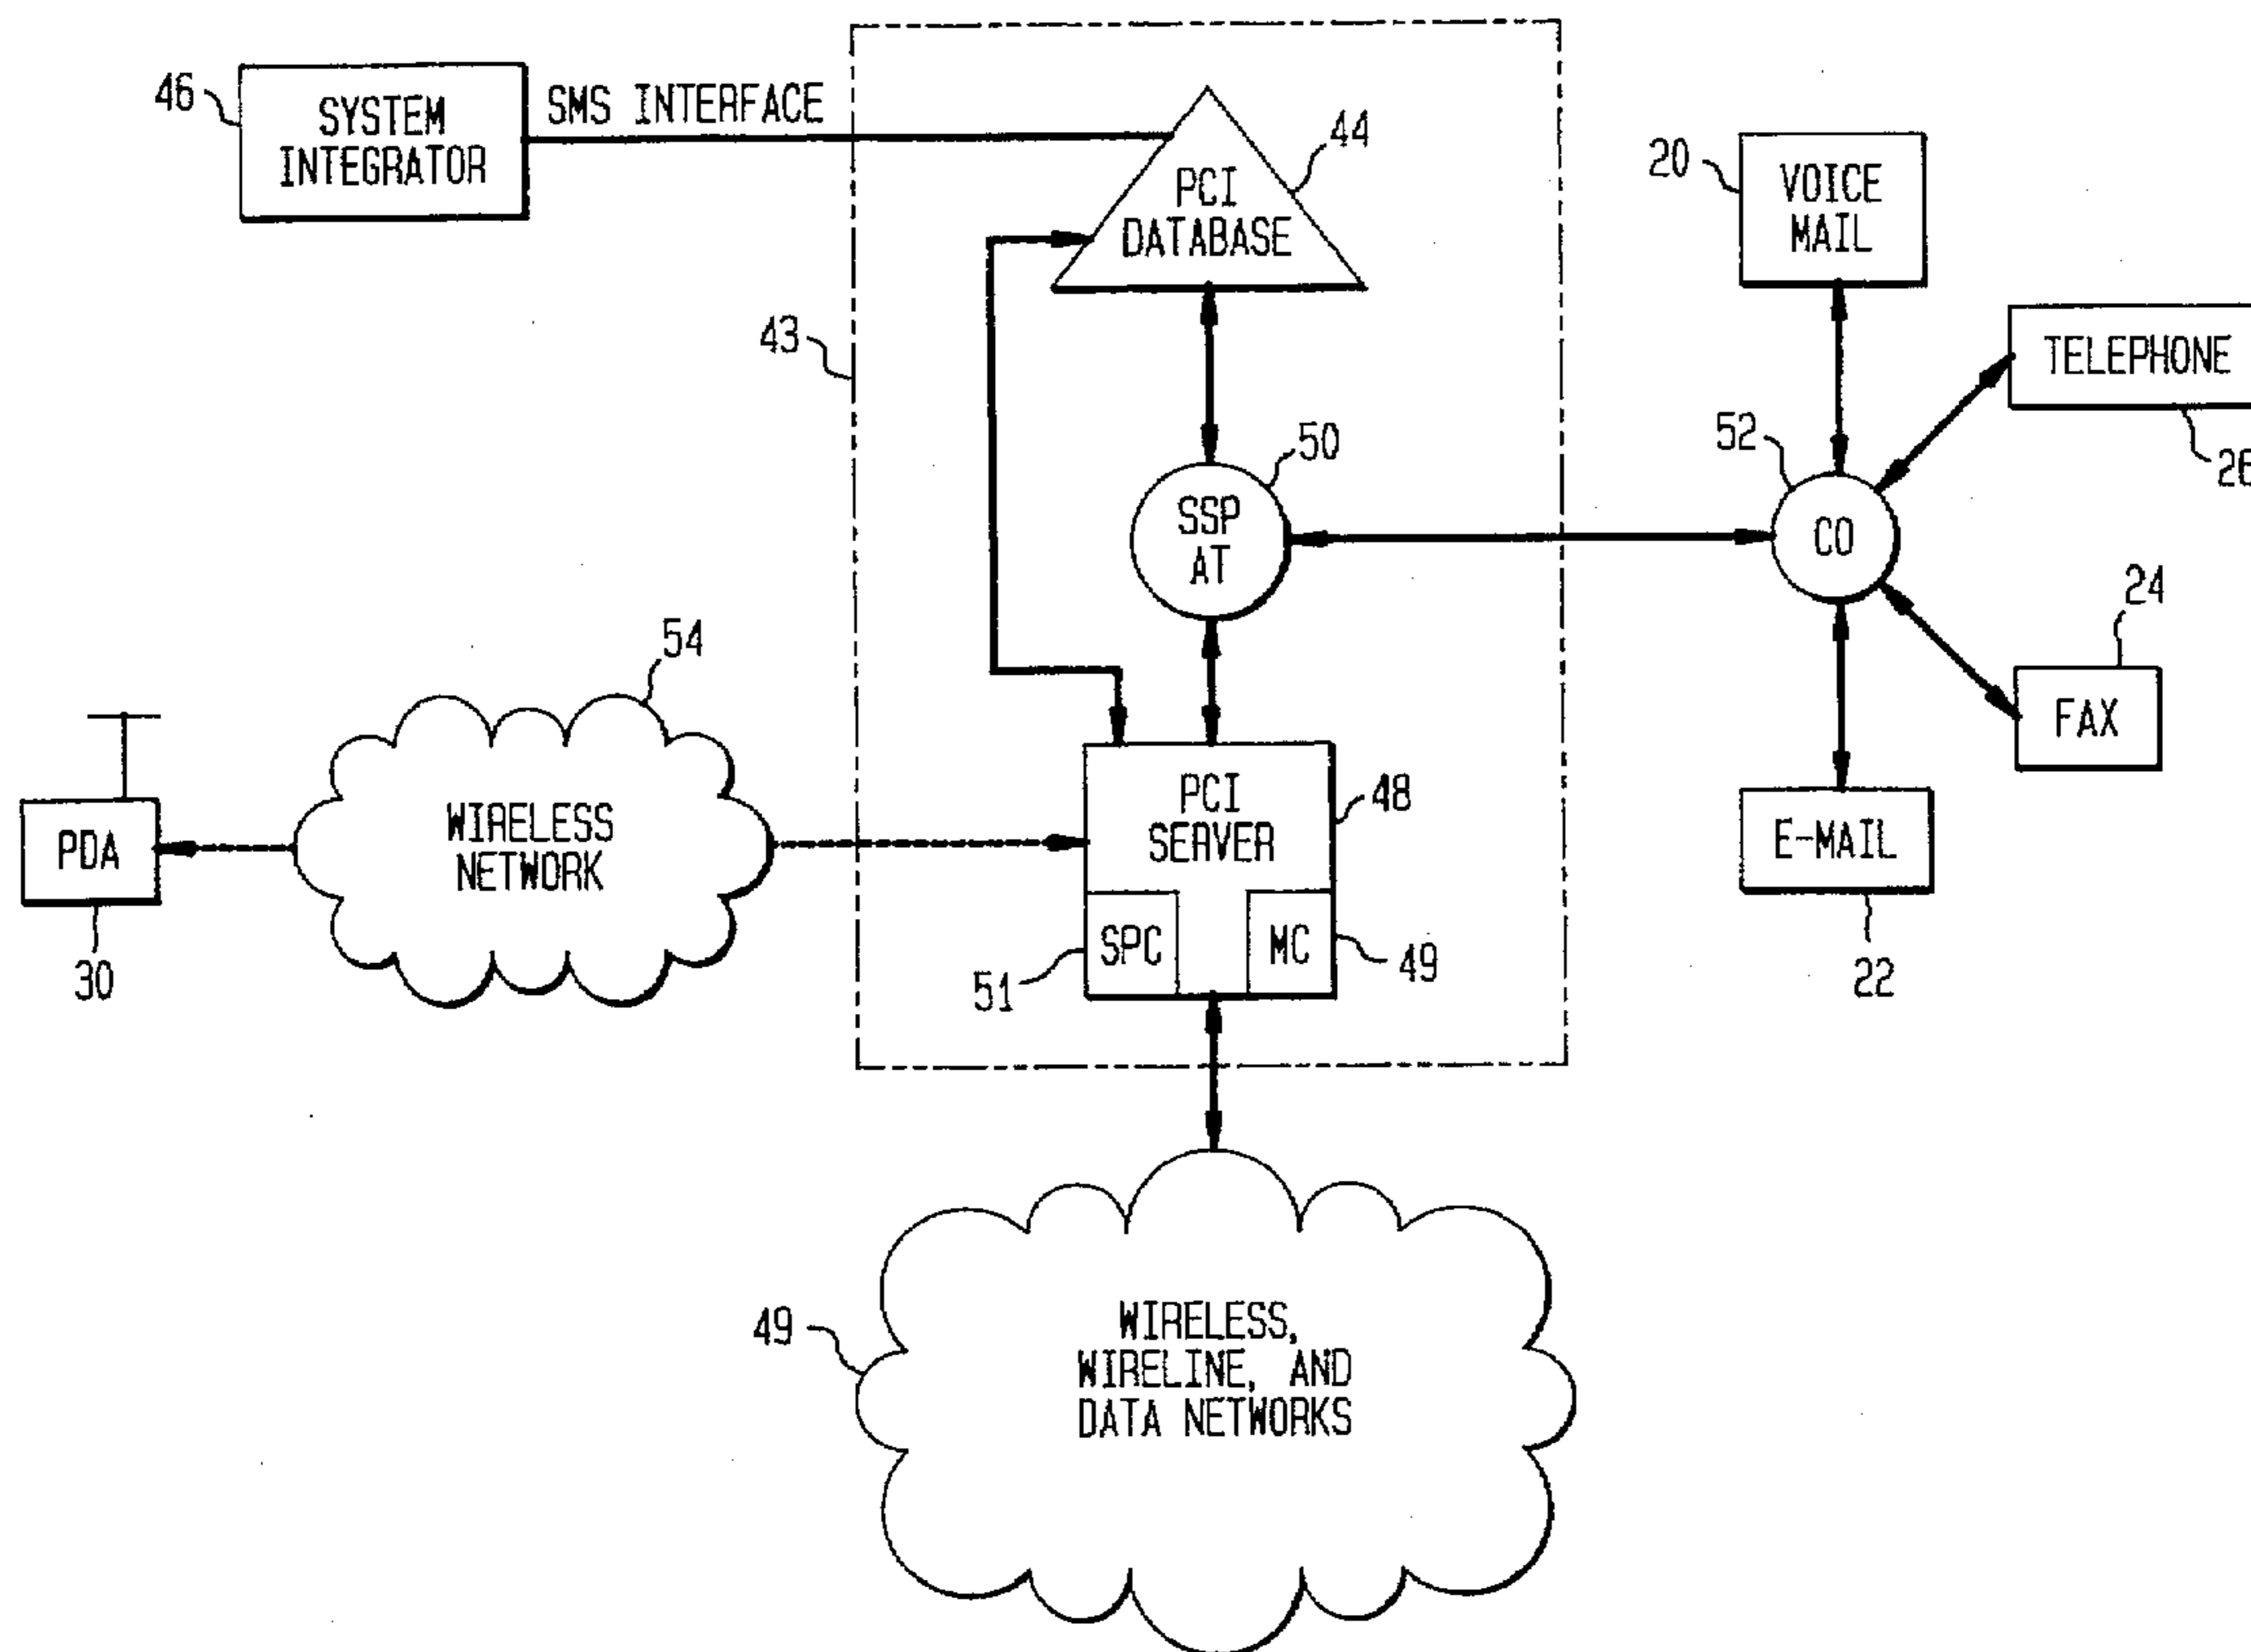 46
SYSTEM
INTEGRATOR
SMS INTERFACE
44
PCI
DATABASE
20
VOICE
MAIL
43
TELEPHONE
26
50
SSP
AT
52
CO
24
FAX
54
WIRELESS
NETWORK
PDA
30
PCI
SERVER
48
SPC
MC
51
49
E-MAIL
22
49
WIRELESS,
WIRELINE, AND
DATA NETWORKS